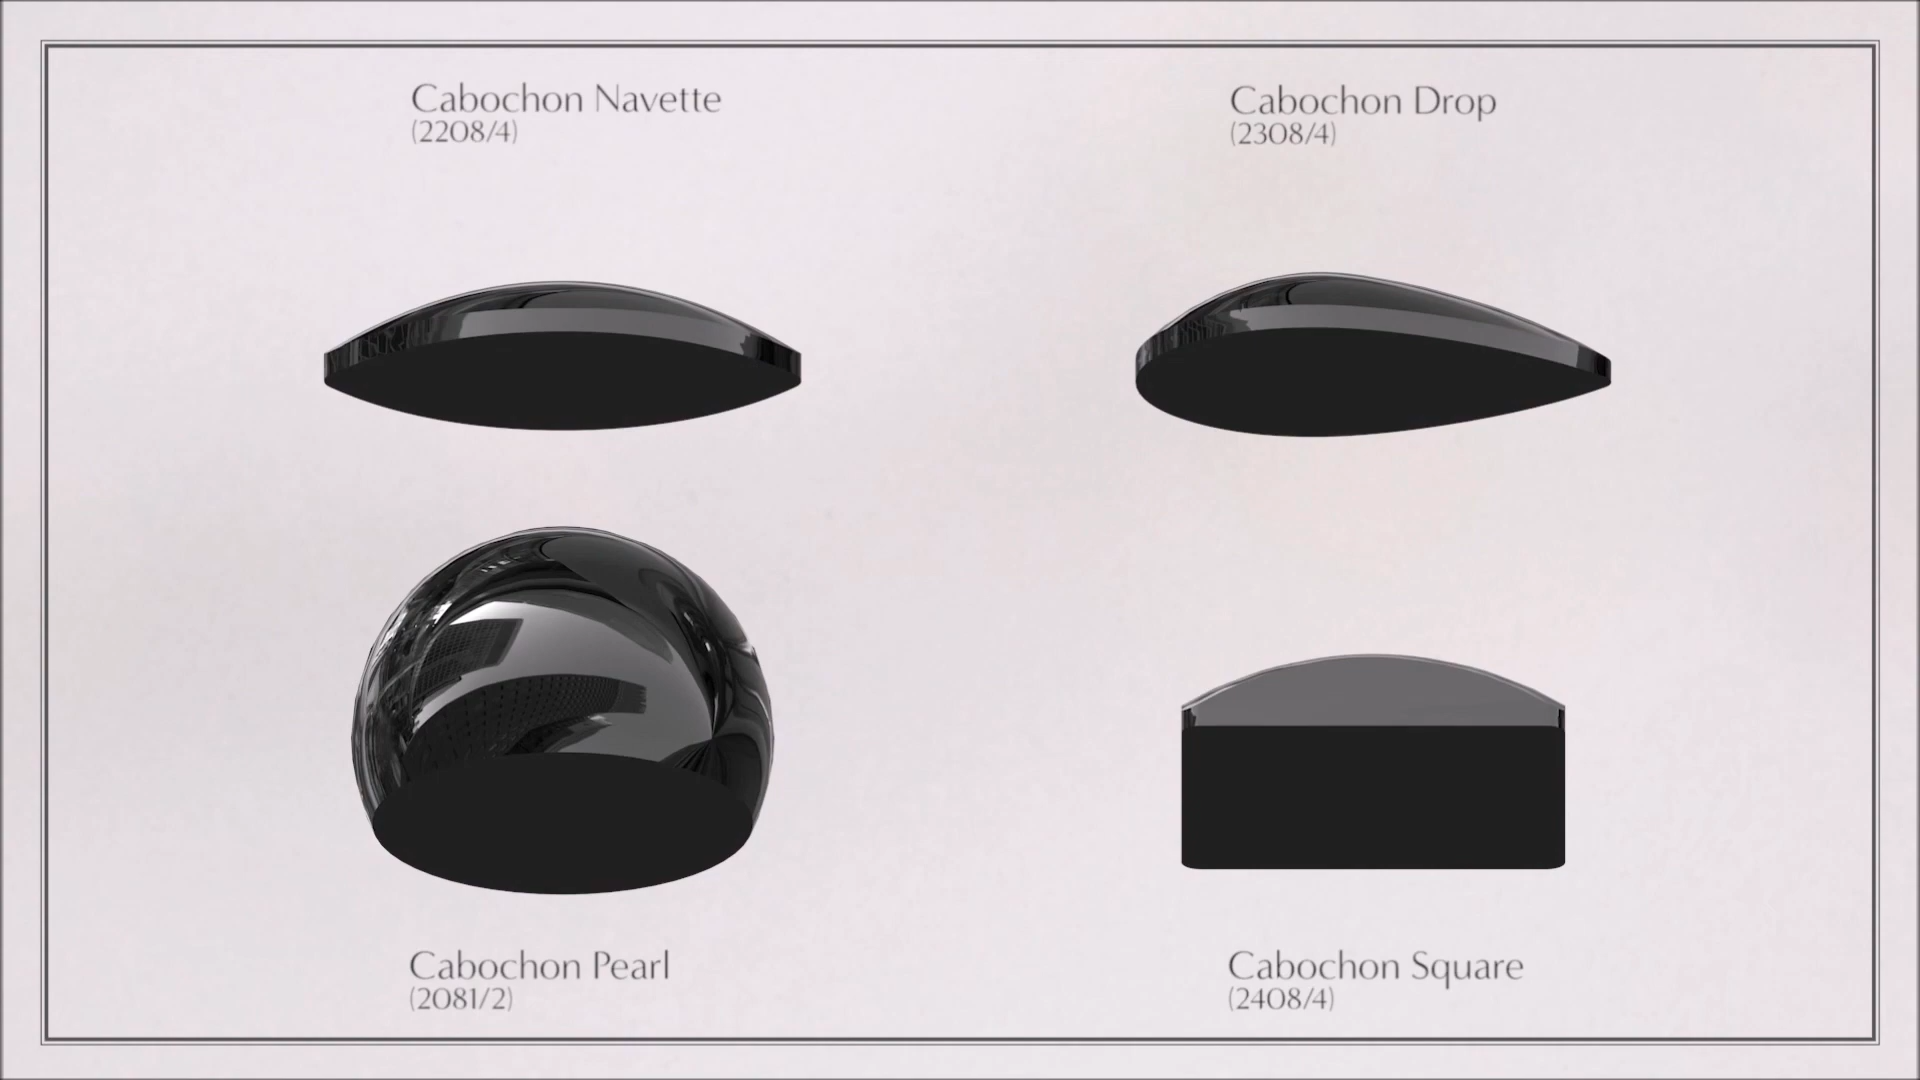 Cabochon Navette
(2208/4)
Cabochon Drop
(2308/4)
Cabochon Pearl
(2081/2)
Cabochon Square
(2408/4)